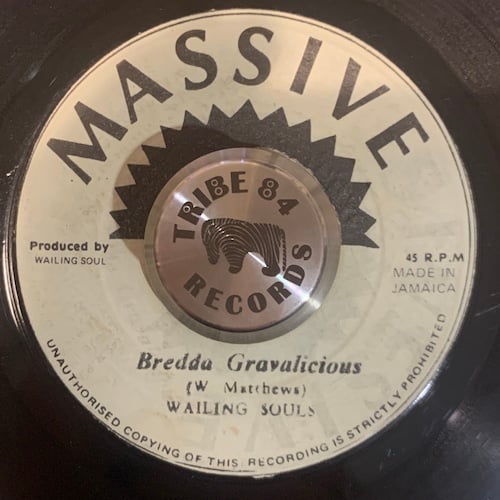 MASSIVE
TRIBE 84
RECORDS
Produced by
WAILING SOUL
45 R.P.M
MADE IN
JAMAICA
Bredda Gravalicious
(W Matthews)
WAILING SOULS
UNAUTHORISED COPYING OF THIS RECORDING IS STRICTLY PROHIBITED